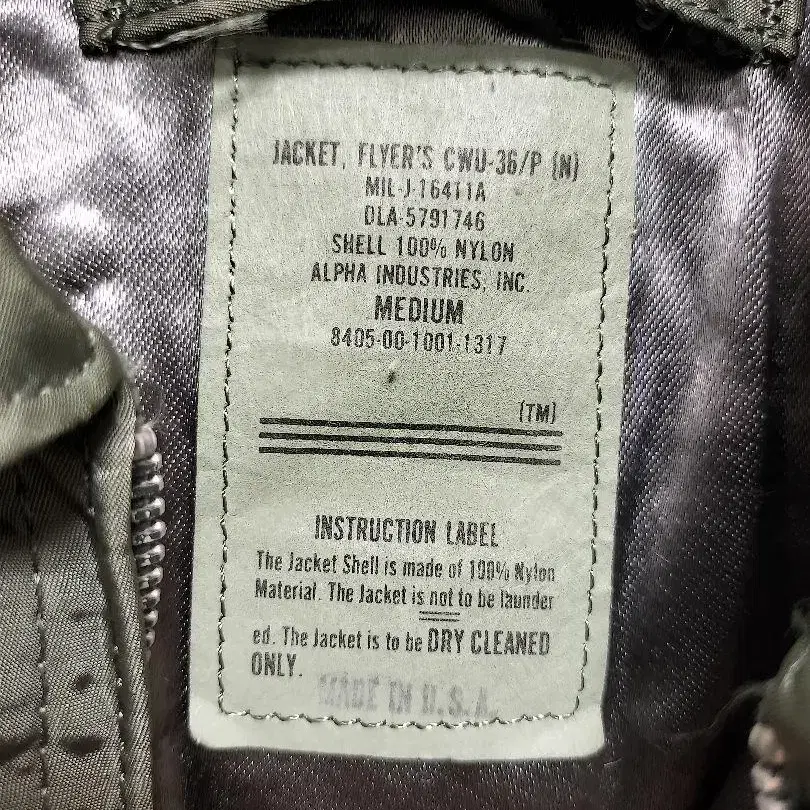 JACKET, FLYER'S CWU-36/P (N)
MIL-J-16411A
DLA-5791746
SHELL 100% NYLON
ALPHA INDUSTRIES, INC.
MEDIUM
8405-00-1001-1317
(TM)
INSTRUCTION LABEL
The Jacket Shell is made of 100% Nylon
Material. The Jacket is not to be launder
ed. The Jacket is to be DRY CLEANED
ONLY.
MADE IN U.S.A.